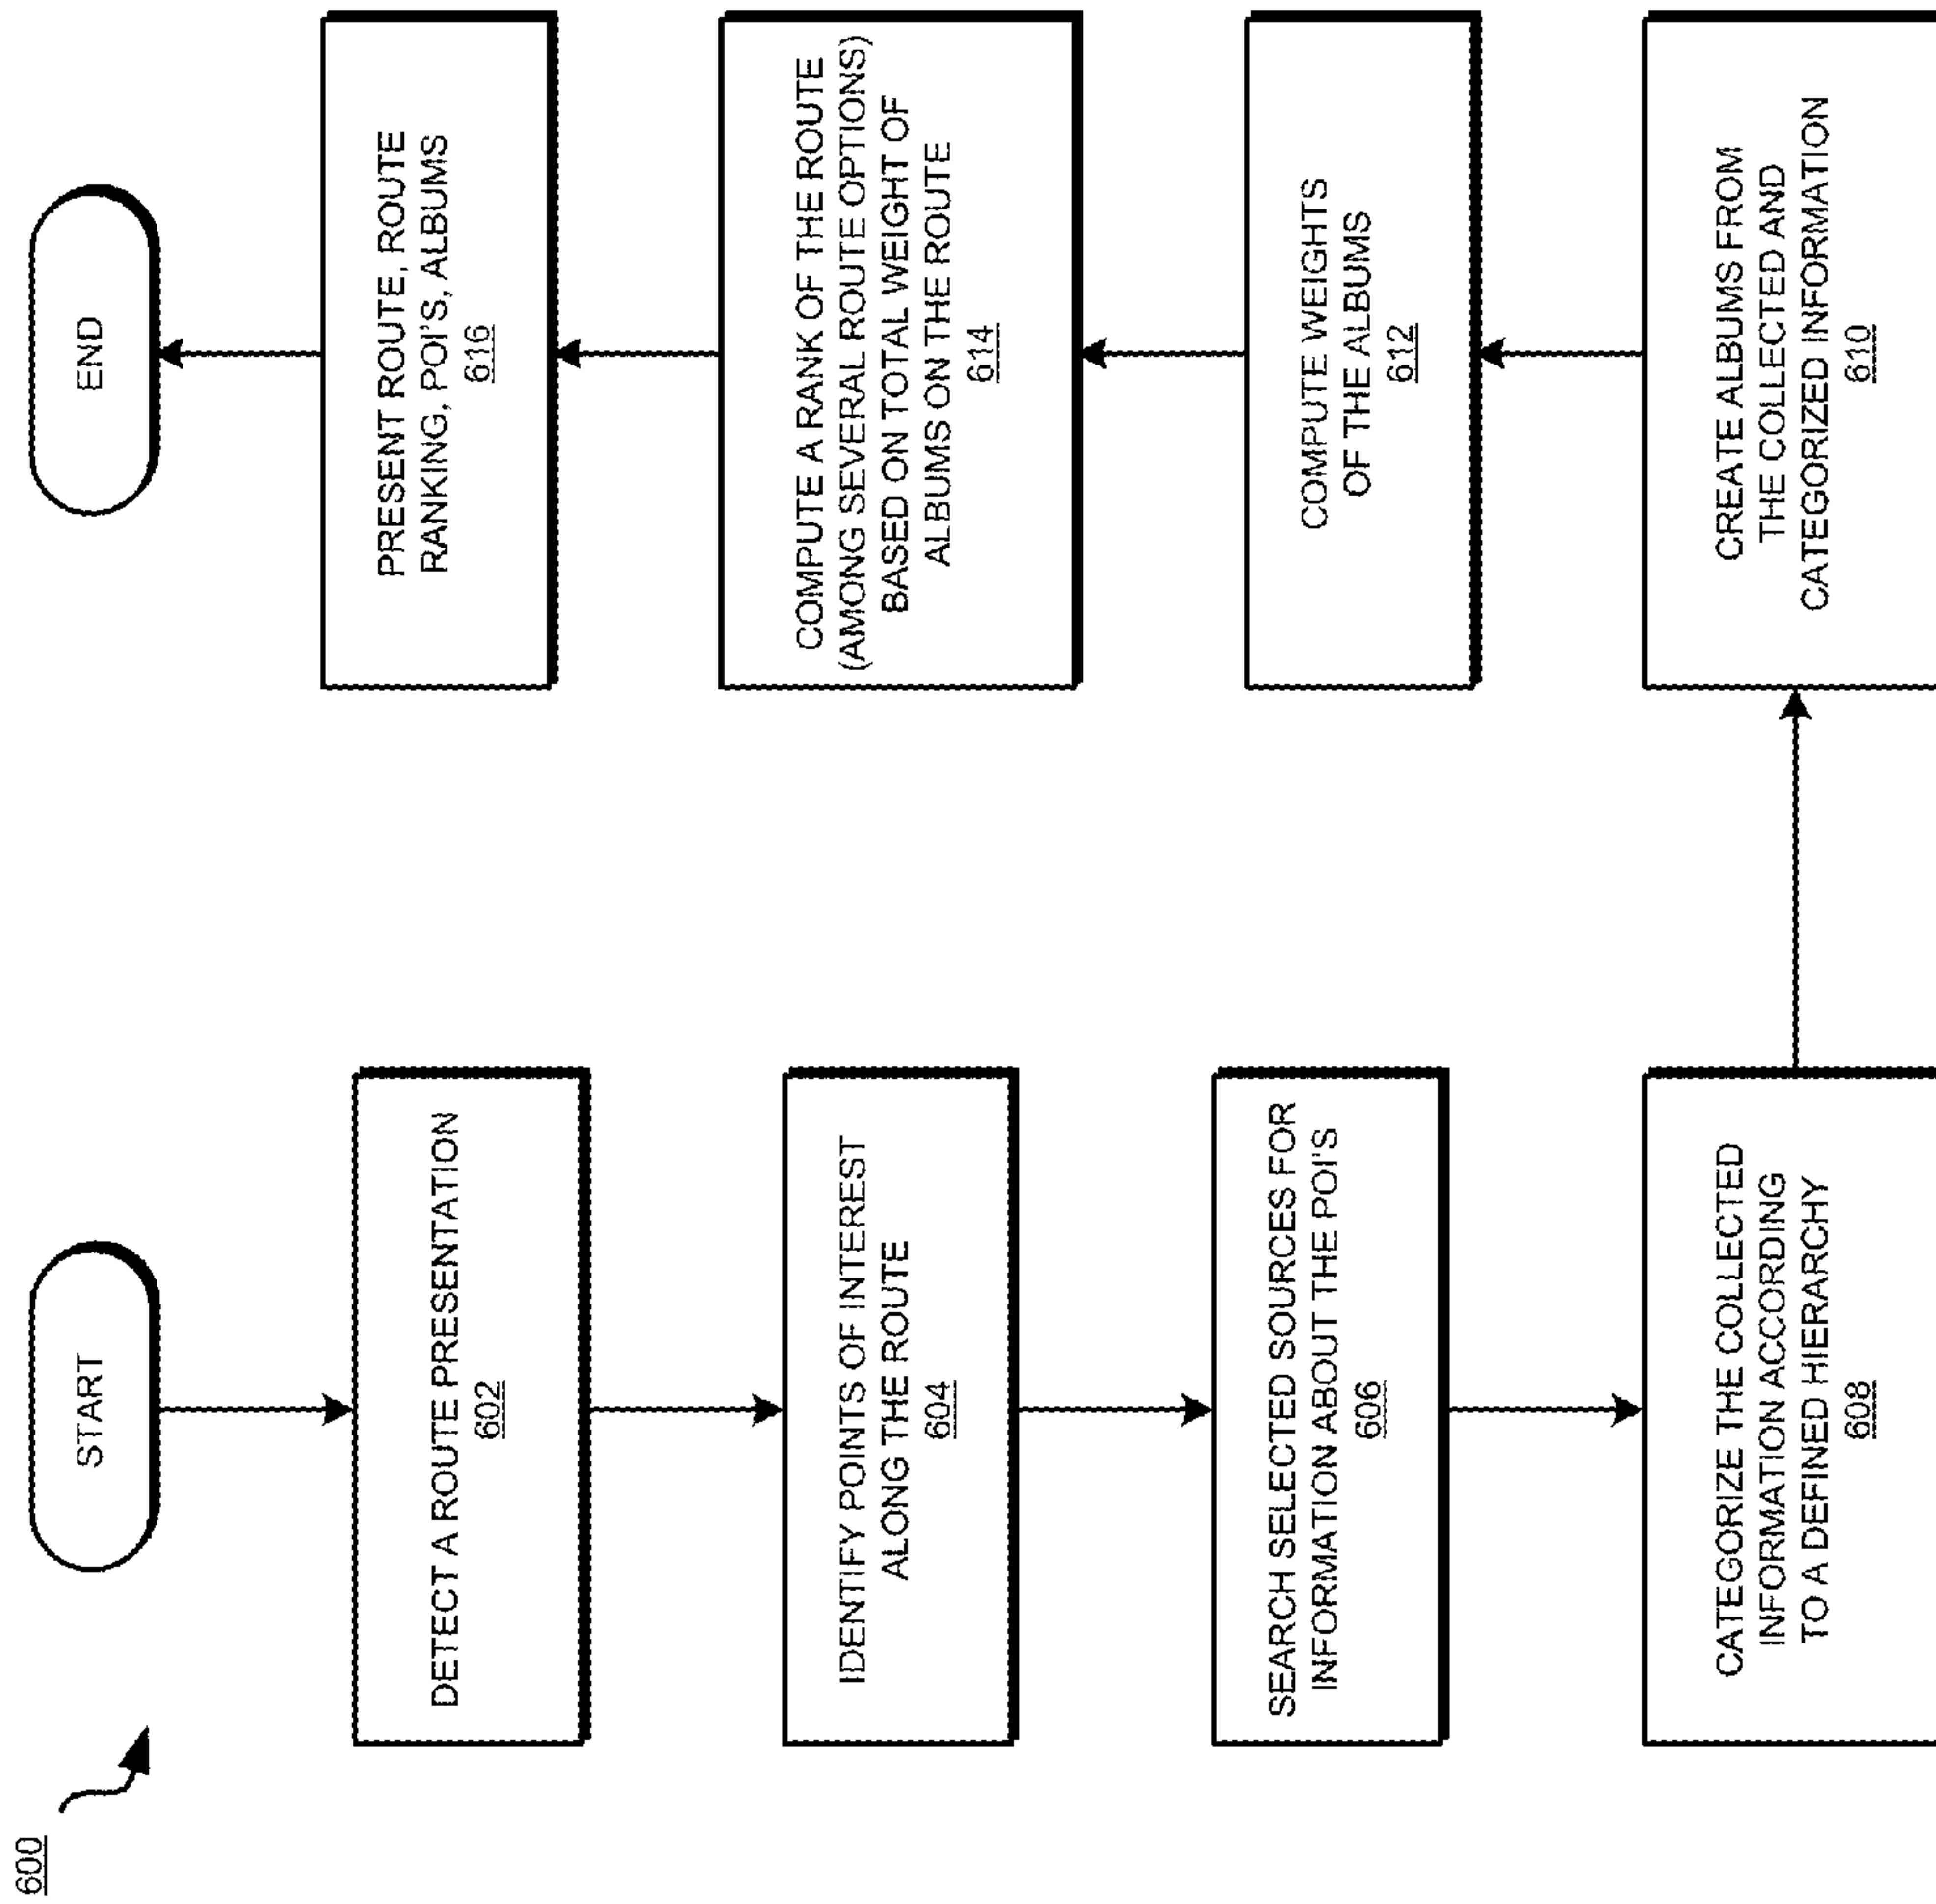 600
START
DETECT A ROUTE PRESENTATION
602
IDENTIFY POINTS OF INTEREST
ALONG THE ROUTE
604
SEARCH SELECTED SOURCES FOR
INFORMATION ABOUT THE POI'S
606
CATEGORIZE THE COLLECTED
INFORMATION ACCORDING
TO A DEFINED HIERARCHY
608
CREATE ALBUMS FROM
THE COLLECTED AND
CATEGORIZED INFORMATION
610
COMPUTE WEIGHTS
OF THE ALBUMS
612
COMPUTE A RANK OF THE ROUTE
(AMONG SEVERAL ROUTE OPTIONS)
BASED ON TOTAL WEIGHT OF
ALBUMS ON THE ROUTE
614
PRESENT ROUTE, ROUTE
RANKING, POI'S, ALBUMS
616
END